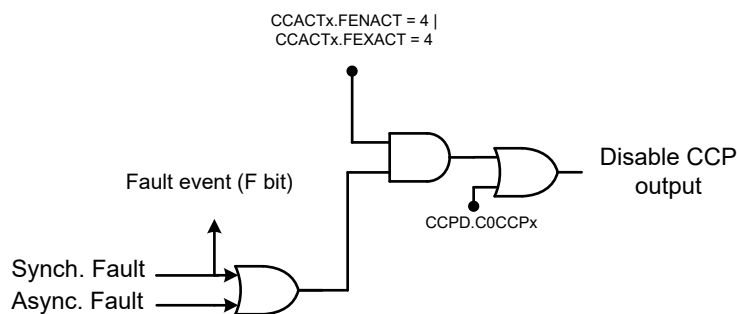 CCACTx.FENACT = 4 |
CCACTx.FEXACT = 4
Disable CCP
output
Fault event (F bit)
CCPD.C0CCPx
Synch. Fault
Async. Fault